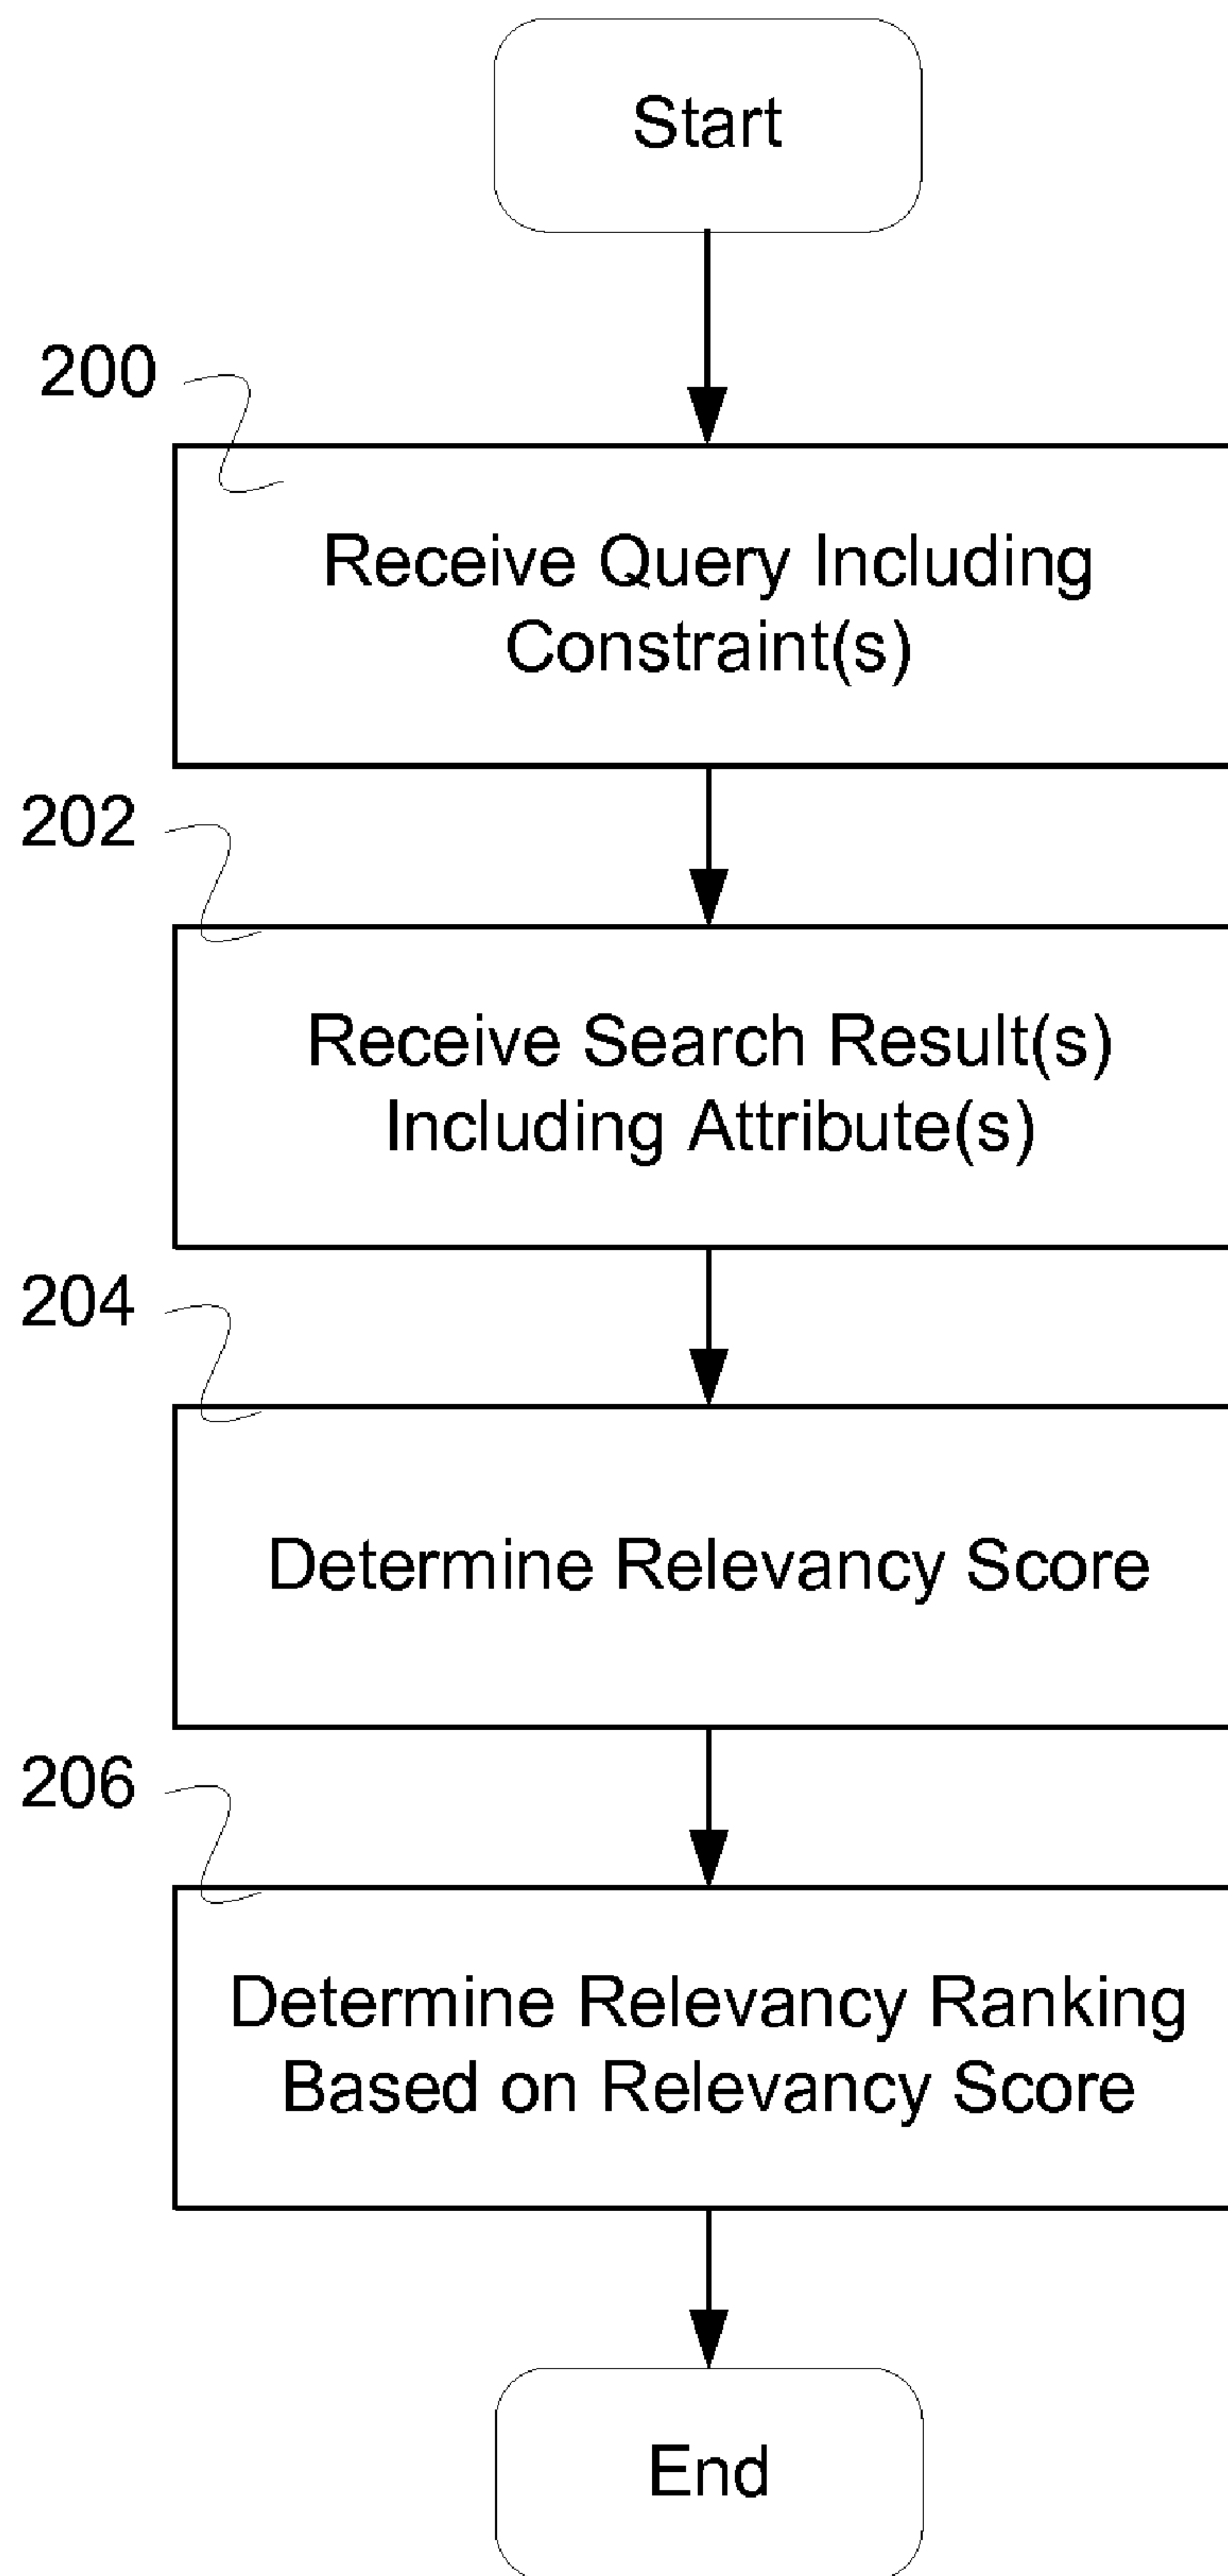 Start
200
Receive Query Including
Constraint(s)
202
Receive Search Result(s)
Including Attribute(s)
204
Determine Relevancy Score
206
Determine Relevancy Ranking
Based on Relevancy Score
End